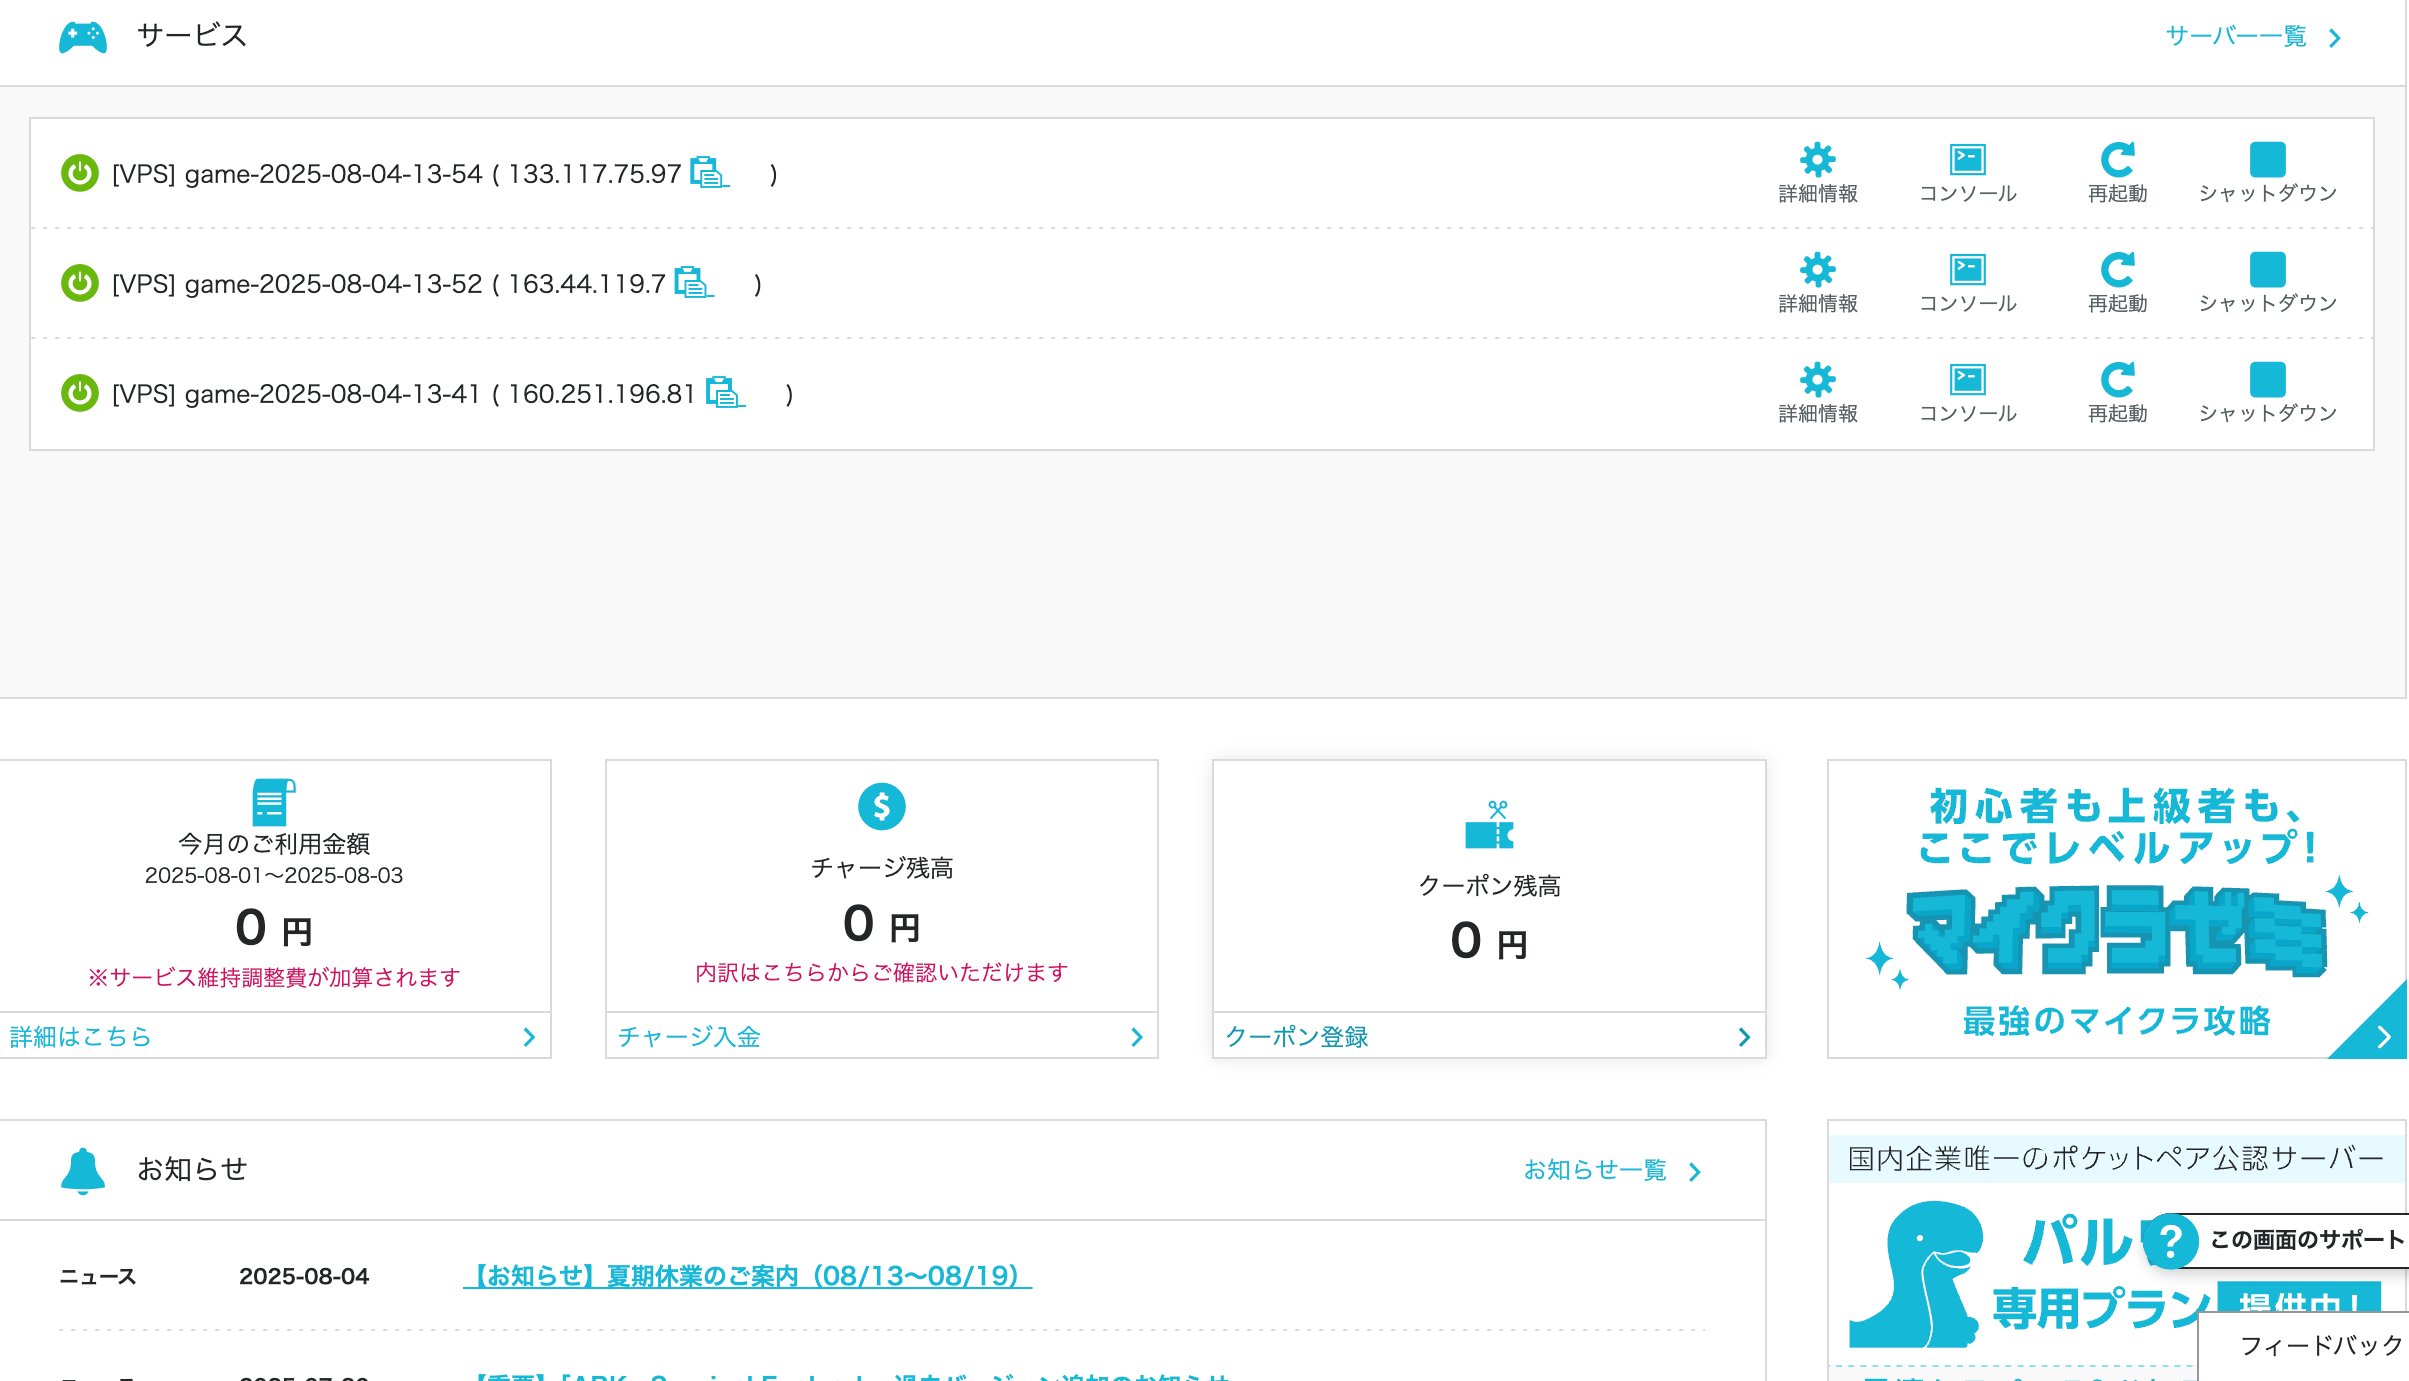 サービス
サーバー一覧
[VPS] game-2025-08-04-13-54 ( 133.117.75.97 )
詳細情報 コンソール 再起動 シャットダウン
[VPS] game-2025-08-04-13-52 ( 163.44.119.7 )
詳細情報 コンソール 再起動 シャットダウン
[VPS] game-2025-08-04-13-41 ( 160.251.196.81 )
詳細情報 コンソール 再起動 シャットダウン
今月のご利用金額
2025-08-01〜2025-08-03
0 円
※サービス維持調整費が加算されます
詳細はこちら
チャージ残高
0 円
内訳はこちらからご確認いただけます
チャージ入金
クーポン残高
0 円
クーポン登録
初心者も上級者も、
ここでレベルアップ!
マイクラゼミ
最強のマイクラ攻略
お知らせ
お知らせ一覧
ニュース 2025-08-04 【お知らせ】夏期休業のご案内（08/13〜08/19）
国内企業唯一のポケットペア公認サーバー
パル
専用プラン 提供中!
この画面のサポート
フィードバック